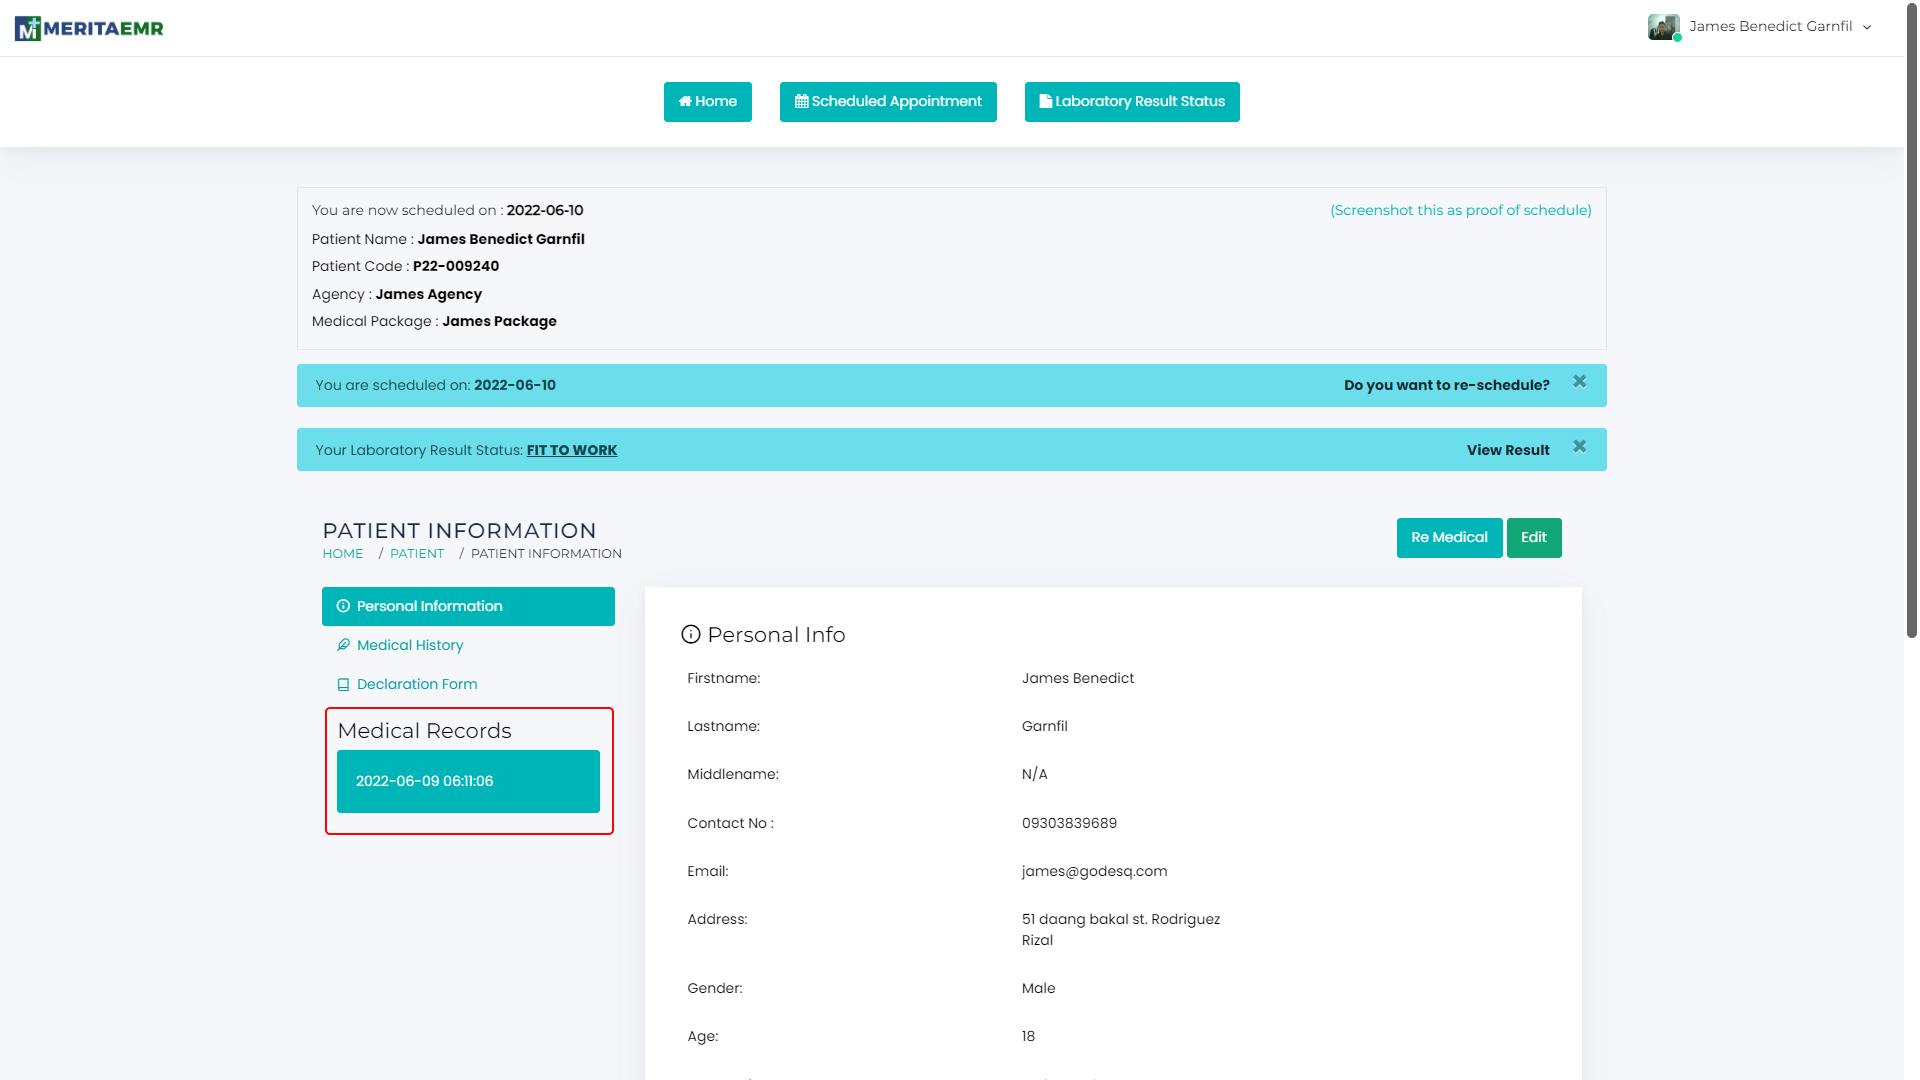 MERITAEMR
James Benedict Garnfil
Home
Scheduled Appointment
Laboratory Result Status
You are now scheduled on : 2022-06-10
(Screenshot this as proof of schedule)
Patient Name : James Benedict Garnfil
Patient Code : P22-009240
Agency : James Agency
Medical Package : James Package
You are scheduled on: 2022-06-10
Do you want to re-schedule?
Your Laboratory Result Status: FIT TO WORK
View Result
PATIENT INFORMATION
HOME / PATIENT / PATIENT INFORMATION
Re Medical
Edit
Personal Information
Medical History
Declaration Form
Medical Records
2022-06-09 06:11:06
Personal Info
Firstname: James Benedict
Lastname: Garnfil
Middlename: N/A
Contact No : 09303839689
Email: james@godesq.com
Address: 51 daang bakal st. Rodriguez
Rizal
Gender: Male
Age: 18